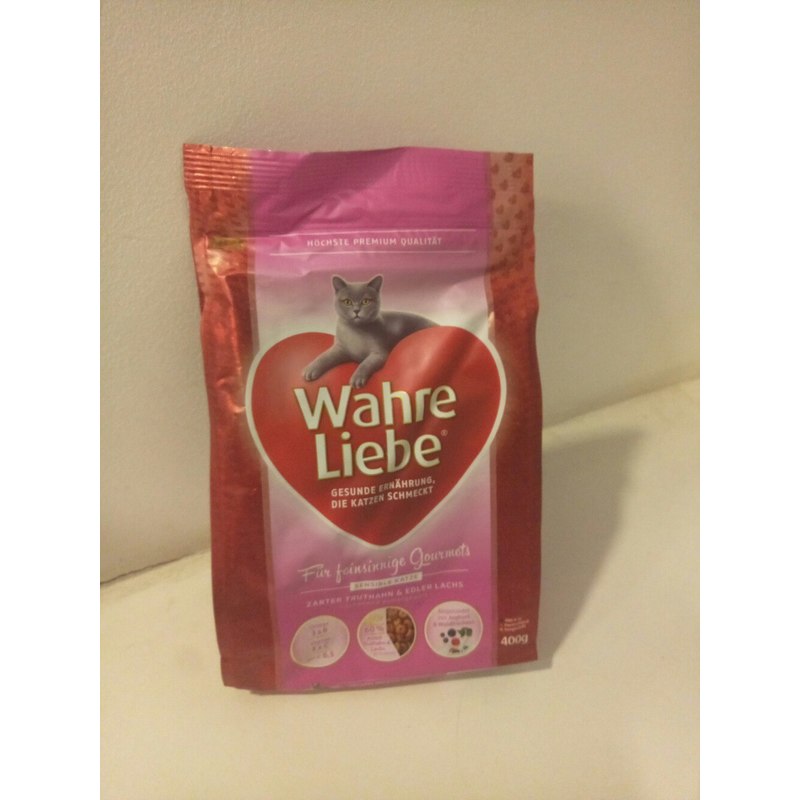 HÖCHSTE PREMIUM QUALITÄT
Wahre
Liebe®
GESUNDE ERNÄHRUNG,
DIE KATZEN SCHMECKT
Für feinsinnige Gourmets
SENSIBLE KATZE
ZARTER TRUTHAHN & EDLER LACHS
400g